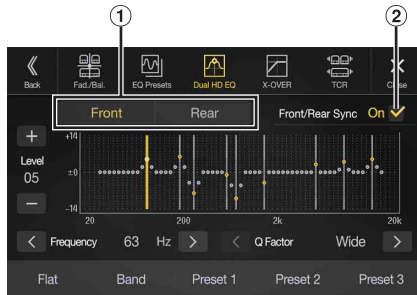 1 2
Back Fad./Bal. EQ Presets Dual HD EQ X-OVER TCR Close
Front Rear Front/Rear Sync On
+ +14
Level ±0
05
− −14
20 200 2k 20k
< Frequency 63 Hz > < Q Factor Wide >
Flat Band Preset 1 Preset 2 Preset 3